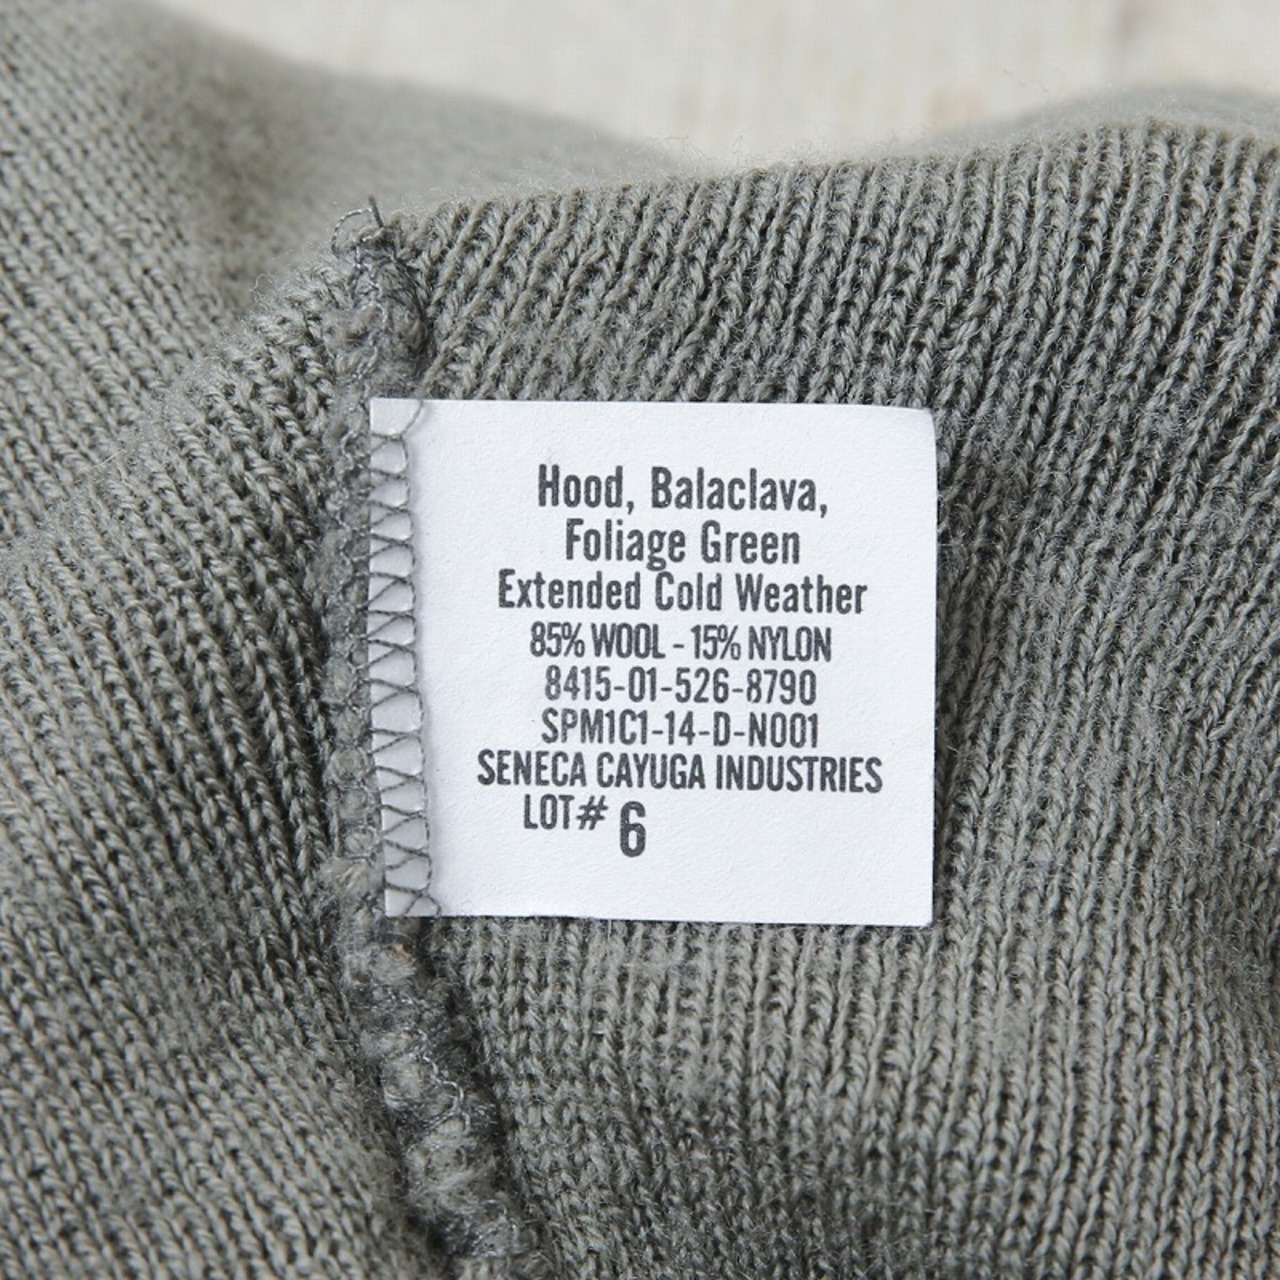 Hood, Balaclava,
Foliage Green
Extended Cold Weather
85% WOOL - 15% NYLON
8415-01-526-8790
SPM1C1-14-D-N001
SENECA CAYUGA INDUSTRIES
LOT# 6